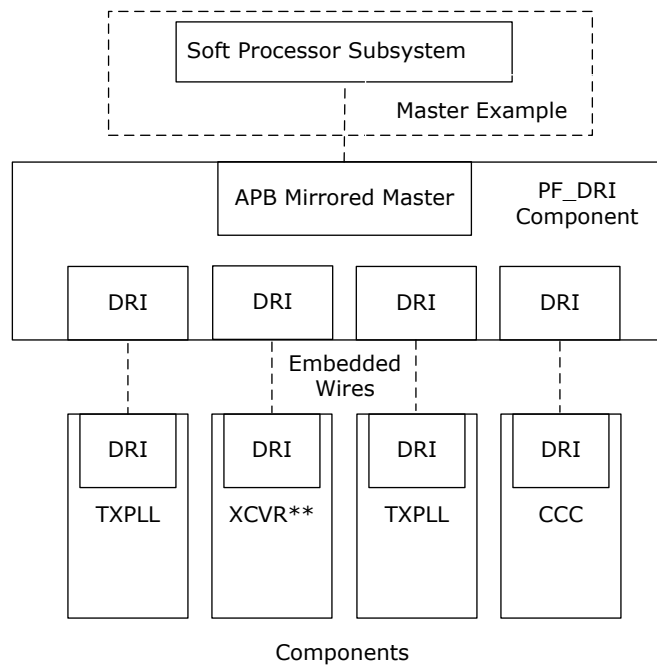 Soft Processor Subsystem
Master Example
APB Mirrored Master
PF_DRI
Component
DRI
DRI
DRI
DRI
Embedded
Wires
DRI
DRI
DRI
DRI
TXPLL
XCVR**
TXPLL
CCC
Components